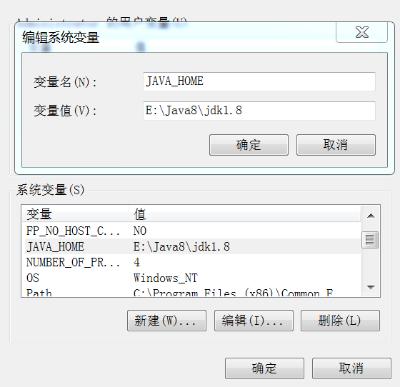 Administrator 的用户变量(U)
编辑系统变量
变量名(N): JAVA_HOME
变量值(V): E:\Java8\jdk1.8
确定 取消
系统变量(S)
变量 值
FP_NO_HOST_C... NO
JAVA_HOME E:\Java8\jdk1.8
NUMBER_OF_PR... 4
OS Windows_NT
Path C:\Program Files (x86)\Common F
新建(W)... 编辑(I)... 删除(L)
确定 取消